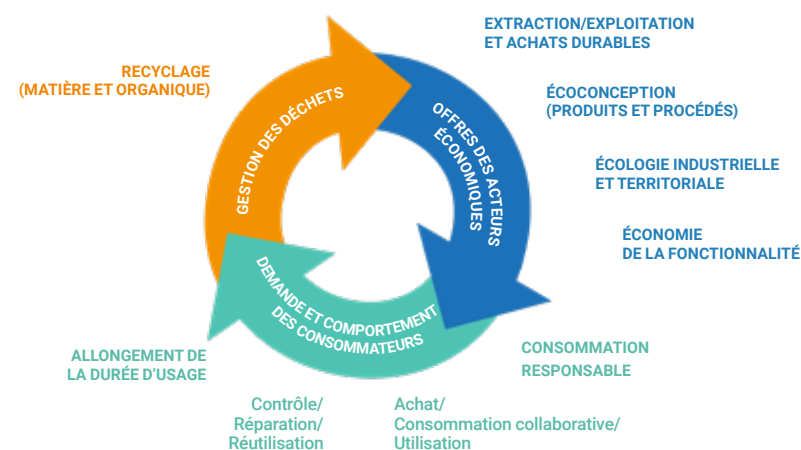 EXTRACTION/EXPLOITATION
ET ACHATS DURABLES
RECYCLAGE
(MATIÈRE ET ORGANIQUE)
ÉCOCONCEPTION
(PRODUITS ET PROCÉDÉS)
GESTION DES DÉCHETS
OFFRES DES ACTEURS
ÉCONOMIQUES
ÉCOLOGIE INDUSTRIELLE
ET TERRITORIALE
ÉCONOMIE
DE LA FONCTIONNALITÉ
DEMANDE ET COMPORTEMENT
DES CONSOMMATEURS
CONSOMMATION
RESPONSABLE
ALLONGEMENT DE
LA DURÉE D'USAGE
Contrôle/
Réparation/
Réutilisation
Achat/
Consommation collaborative/
Utilisation